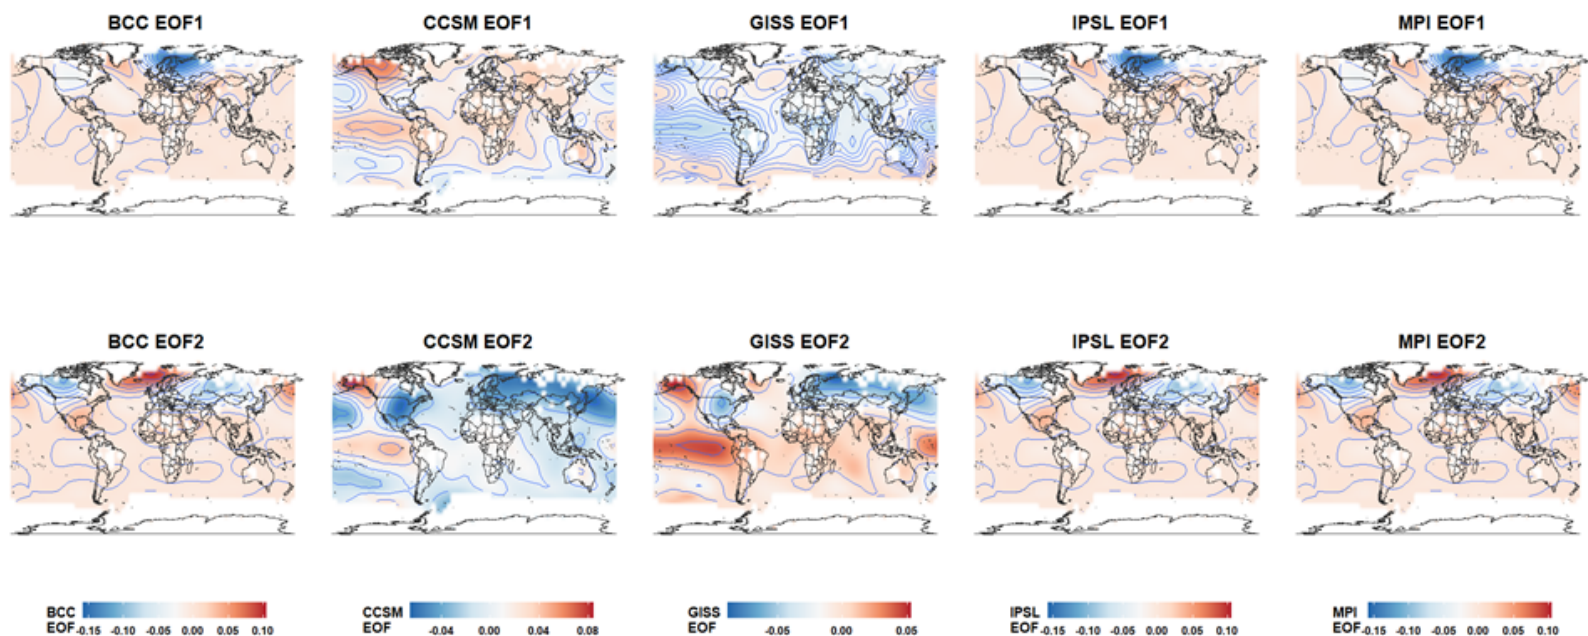 BCC EOF1
CCSM EOF1
GISS EOF1
IPSL EOF1
MPI EOF1
BCC EOF2
CCSM EOF2
GISS EOF2
IPSL EOF2
MPI EOF2
BCC
EOF -0.15 -0.10 -0.05 0.00 0.05 0.10
CCSM
EOF -0.04 0.00 0.04 0.08
GISS
EOF -0.05 0.00 0.05
IPSL
EOF -0.15 -0.10 -0.05 0.00 0.05 0.10
MPI
EOF -0.15 -0.10 -0.05 0.00 0.05 0.10